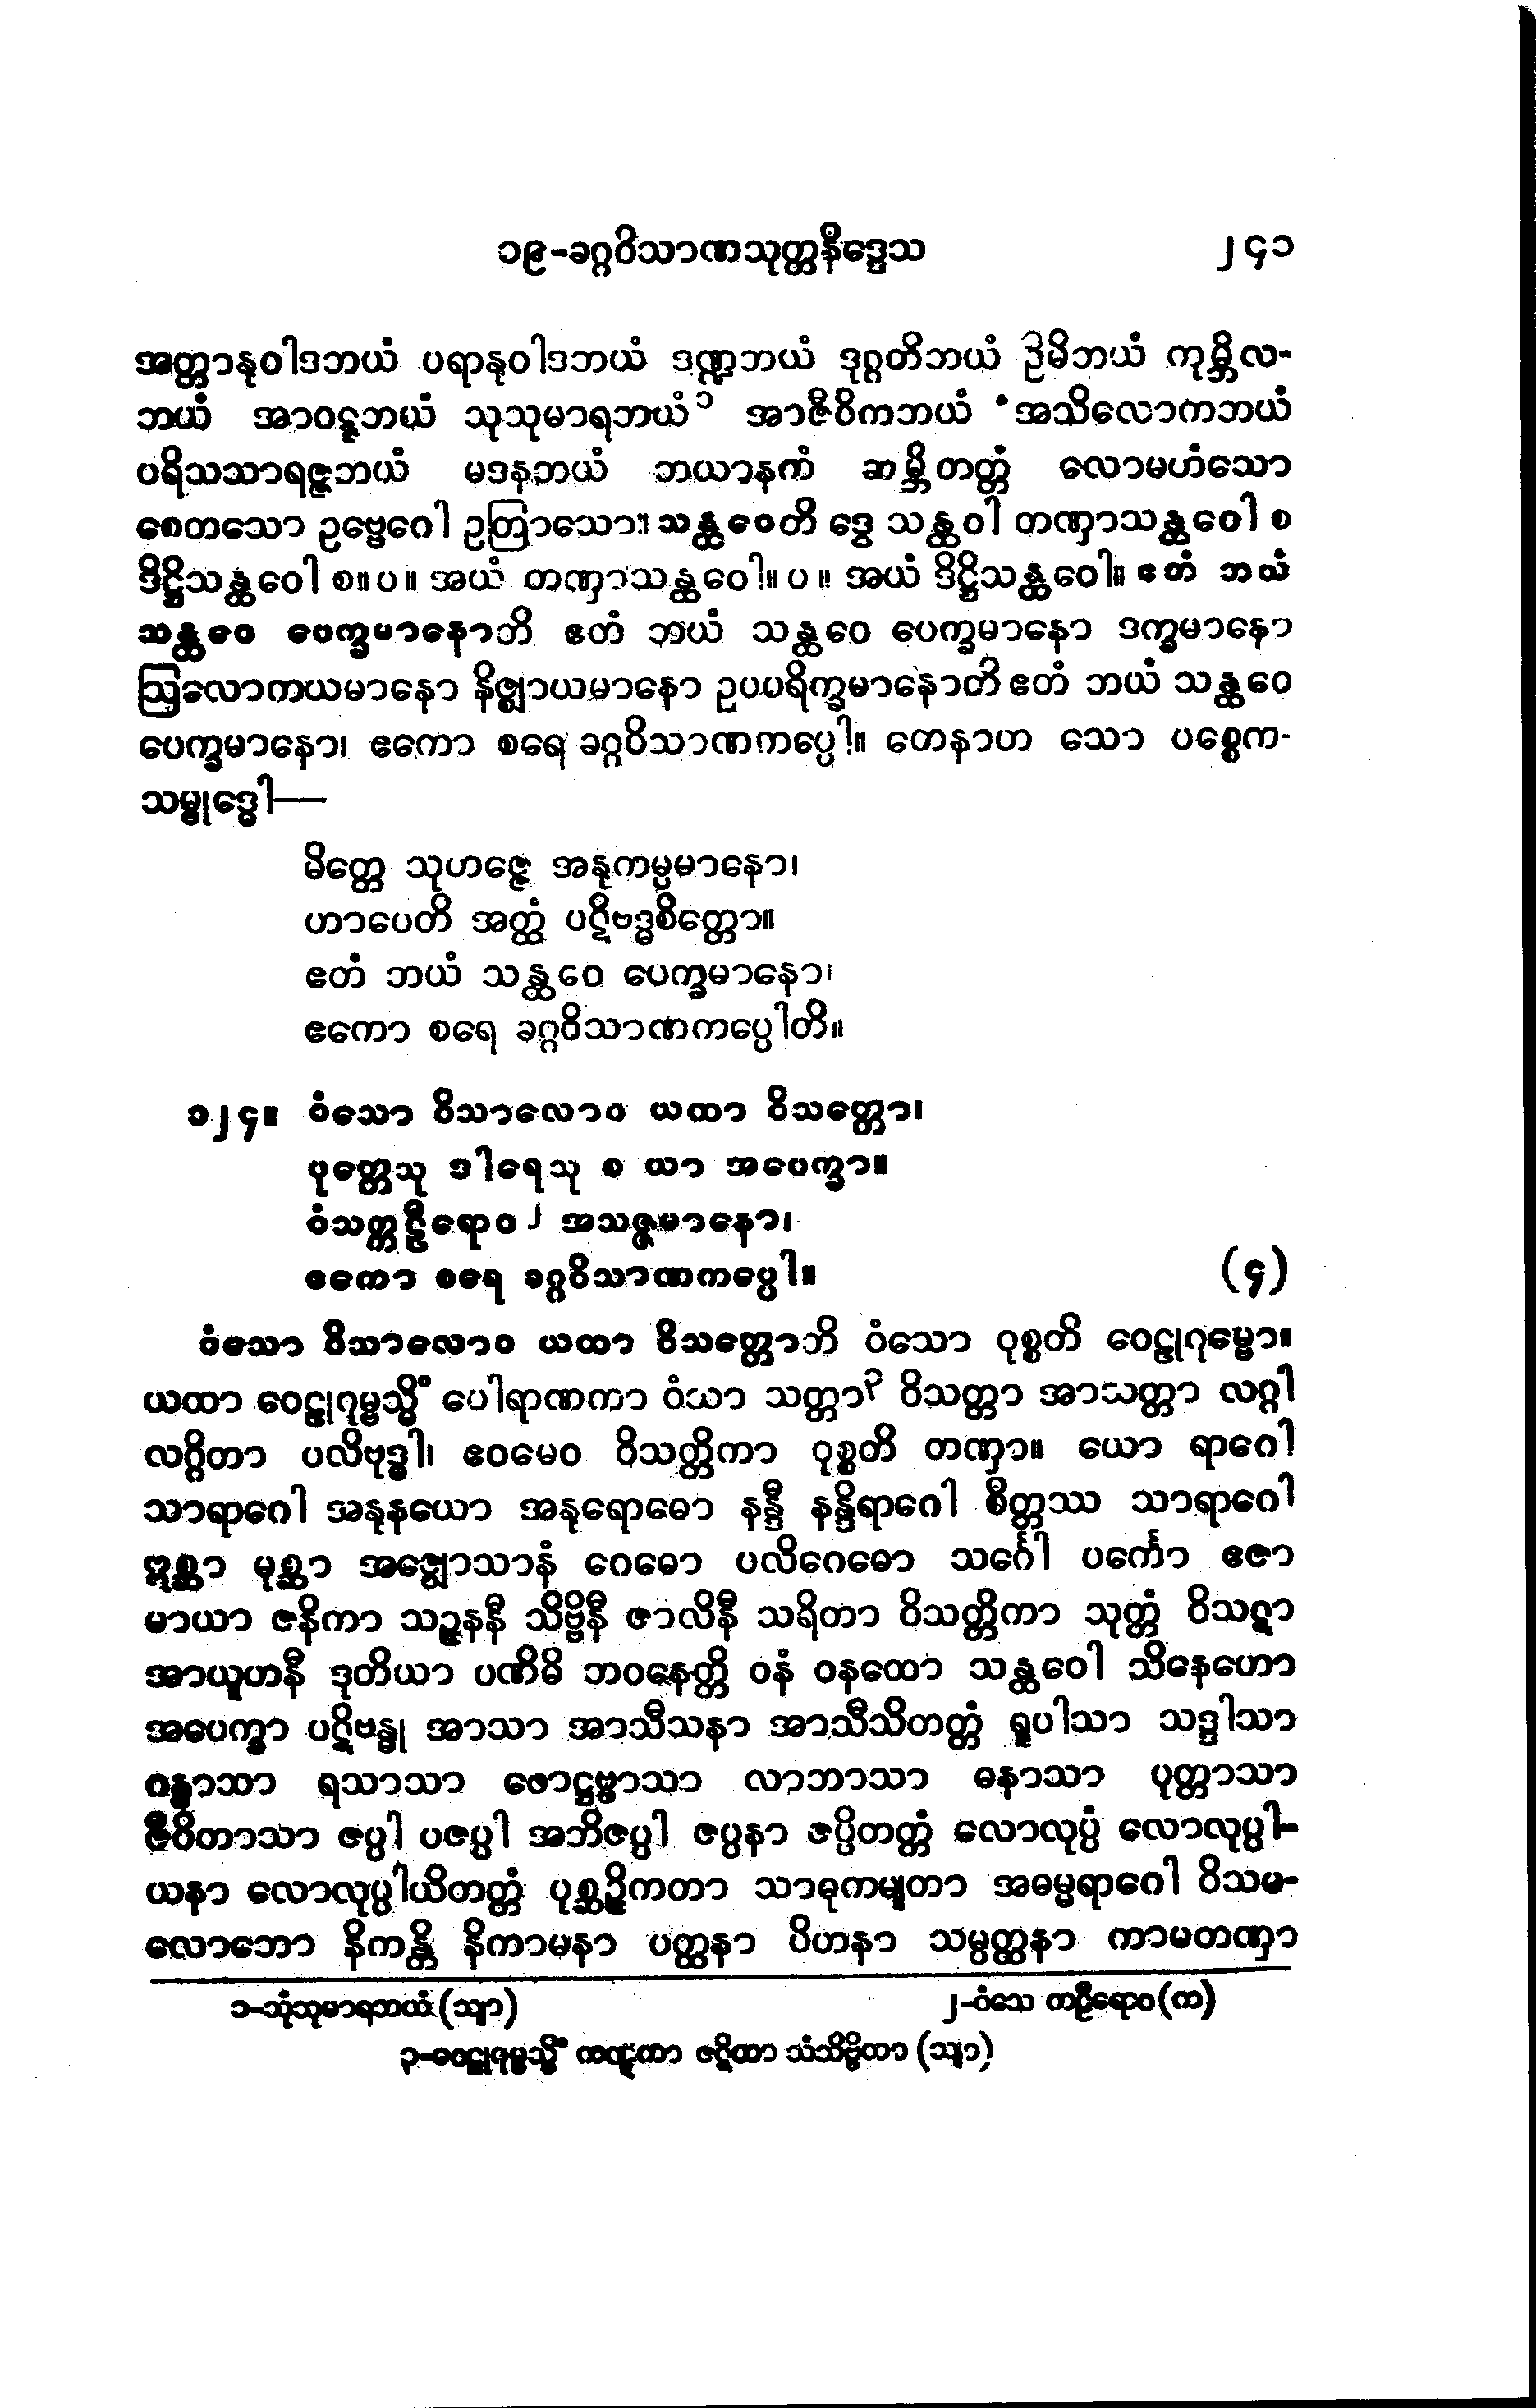 ၁၉-ခဂ္ဂဝိသာဏသုတ္တနိဒ္ဒေသ ၂၄၁
အတ္တာနုဝါဒဘယံ ပရာနုဝါဒဘယံ ဒဏ္ဍဘယံ ဒုဂ္ဂတိဘယံ ဦမိဘယံ ကုမ္ဘိလ-
ဘယံ အာဝဋ္ဋဘယံ သုသုမာရဘယံ၁ အာဇီဝိကဘယံ အသိလောကဘယံ
ပရိသသာရဇ္ဇဘယံ မဒနဘယံ ဘယာနကံ ဆမ္ဘိတတ္တံ လောမဟံသော
စေတသော ဥဗ္ဗေဂေါ ဥတြာသော။ သန္ထဝေတိ ဒွေ သန္ထဝါ တဏှာသန္ထဝေါ စ
ဒိဋ္ဌိသန္ထဝေါ စ။ပ။ အယံ တဏှာသန္ထဝေါ။ပ။ အယံ ဒိဋ္ဌိသန္ထဝေါ။ ဧတံ ဘယံ
သန္ထဝေ ပေက္ခမာနောတိ ဧတံ ဘယံ သန္ထဝေ ပေက္ခမာနော ဒက္ခမာနော
ဩလောကယမာနော နိဇ္ဈာယမာနော ဥပပရိက္ခမာနောတိ ဧတံ ဘယံ သန္ထဝေ
ပေက္ခမာနော၊ ဧကော စရေ ခဂ္ဂဝိသာဏကပ္ပေါ။ တေနာဟ သော ပစ္စေက-
သမ္ဗုဒ္ဓေါ—
မိတ္တေ သုဟဇ္ဇေ အနုကမ္ပမာနော၊
ဟာပေတိ အတ္ထံ ပဋိဗဒ္ဓစိတ္တော။
ဧတံ ဘယံ သန္ထဝေ ပေက္ခမာနော၊
ဧကော စရေ ခဂ္ဂဝိသာဏကပ္ပေါတိ။
၁၂၄။ ဝံသော ဝိသာလောဝ ယထာ ဝိသတ္တော၊
ပုတ္တေသု ဒါရေသု စ ယာ အပေက္ခာ။
ဝံသက္ကဠီရောဝ၂ အသဇ္ဇမာနော၊
ဧကော စရေ ခဂ္ဂဝိသာဏကပ္ပေါ။ (၄)
ဝံသော ဝိသာလောဝ ယထာ ဝိသတ္တောတိ ဝံသော ဝုစ္စတိ ဝေဠုဂုမ္ဗော။
ယထာ ဝေဠုဂုမ္ဗသ္မိံ ပေါရာဏကာ ဝံသာ သတ္တာ၃ ဝိသတ္တာ အာသတ္တာ လဂ္ဂါ
လဂ္ဂိတာ ပလိဗုဒ္ဓါ၊ ဧဝမေဝ ဝိသတ္တိကာ ဝုစ္စတိ တဏှာ။ ယော ရာဂေါ
သာရာဂေါ အနုနယော အနုရောဓော နန္ဒီ နန္ဒိရာဂေါ စိတ္တဿ သာရာဂေါ
ဣစ္ဆာ မုစ္ဆာ အဇ္ဈောသာနံ ဂေဓော ပလိဂေဓော သင်္ဂေါ ပင်္ကော ဧဇာ
မာယာ ဇနိကာ သဉ္ဇနနီ သိဗ္ဗိနီ ဇာလိနီ သရိတာ ဝိသတ္တိကာ သုတ္တံ ဝိသဋာ
အာယူဟနီ ဒုတိယာ ပဏိဓိ ဘဝနေတ္တိ ဝနံ ဝနထော သန္ထဝေါ သိနေဟော
အပေက္ခာ ပဋိဗန္ဓု အာသာ အာသီသနာ အာသီသိတတ္တံ ရူပါသာ သဒ္ဒါသာ
ဂန္ဓာသာ ရသာသာ ဖောဋ္ဌဗ္ဗာသာ လာဘာသာ ဓနာသာ ပုတ္တာသာ
ဇီဝိတာသာ ဇပ္ပါ ပဇပ္ပါ အဘိဇပ္ပါ ဇပ္ပနာ ဇပ္ပိတတ္တံ လောလုပ္ပံ လောလုပ္ပါ-
ယနာ လောလုပ္ပါယိတတ္တံ ပုစ္ဆဉ္ဇိကတာ သာဓုကမျတာ အဓမ္မရာဂေါ ဝိသမ-
လောဘော နိကန္တိ နိကာမနာ ပတ္ထနာ ပိဟနာ သမ္ပတ္ထနာ ကာမတဏှာ
၁-သုံသုမာရဘယံ (သျာ) ၂-ဝံသေ ကဠီရောဝ (က)
၃-ဝေဠုဂုမ္ဗသ္မိံ ကဏ္ဋကာ ဇဋိတာ သံသိဗ္ဗိတာ (သျာ)